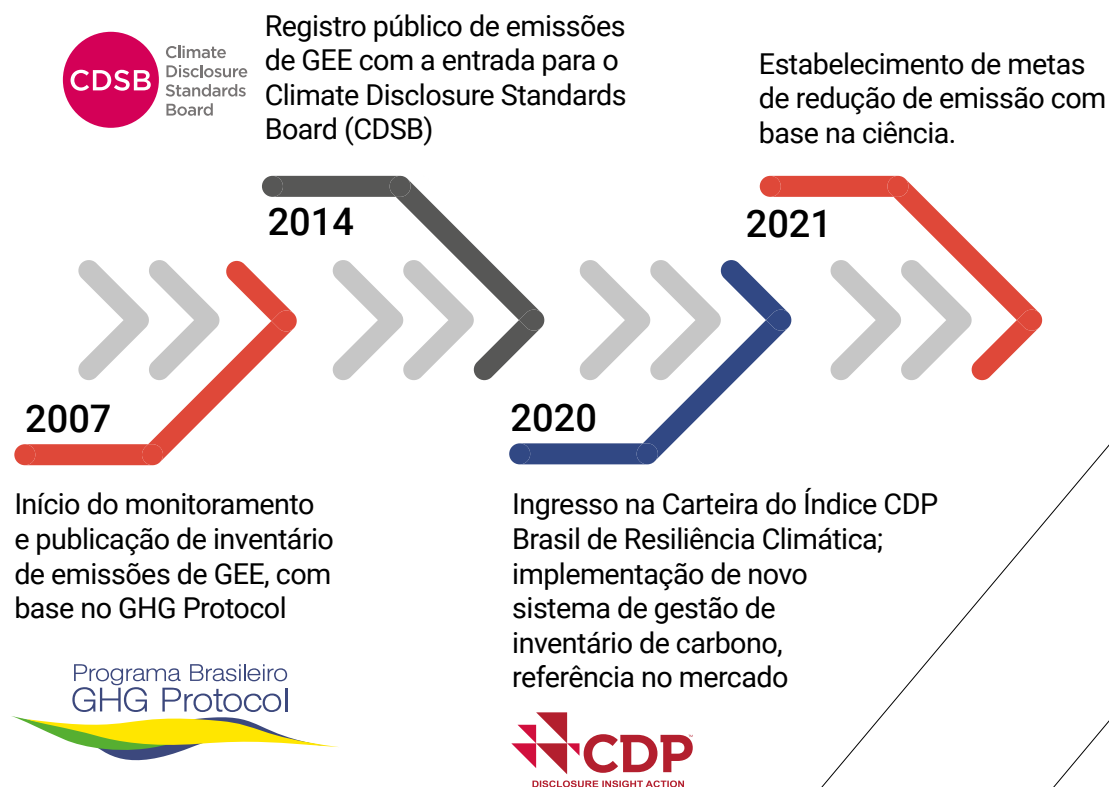 CDSB
Climate
Disclosure
Standards
Board
Registro público de emissões
de GEE com a entrada para o
Climate Disclosure Standards
Board (CDSB)
Estabelecimento de metas
de redução de emissão com
base na ciência.
2014
2021
2007
2020
Início do monitoramento
e publicação de inventário
de emissões de GEE, com
base no GHG Protocol
Programa Brasileiro
GHG Protocol
Ingresso na Carteira do Índice CDP
Brasil de Resiliência Climática;
implementação de novo
sistema de gestão de
inventário de carbono,
referência no mercado
CDP
DISCLOSURE INSIGHT ACTION